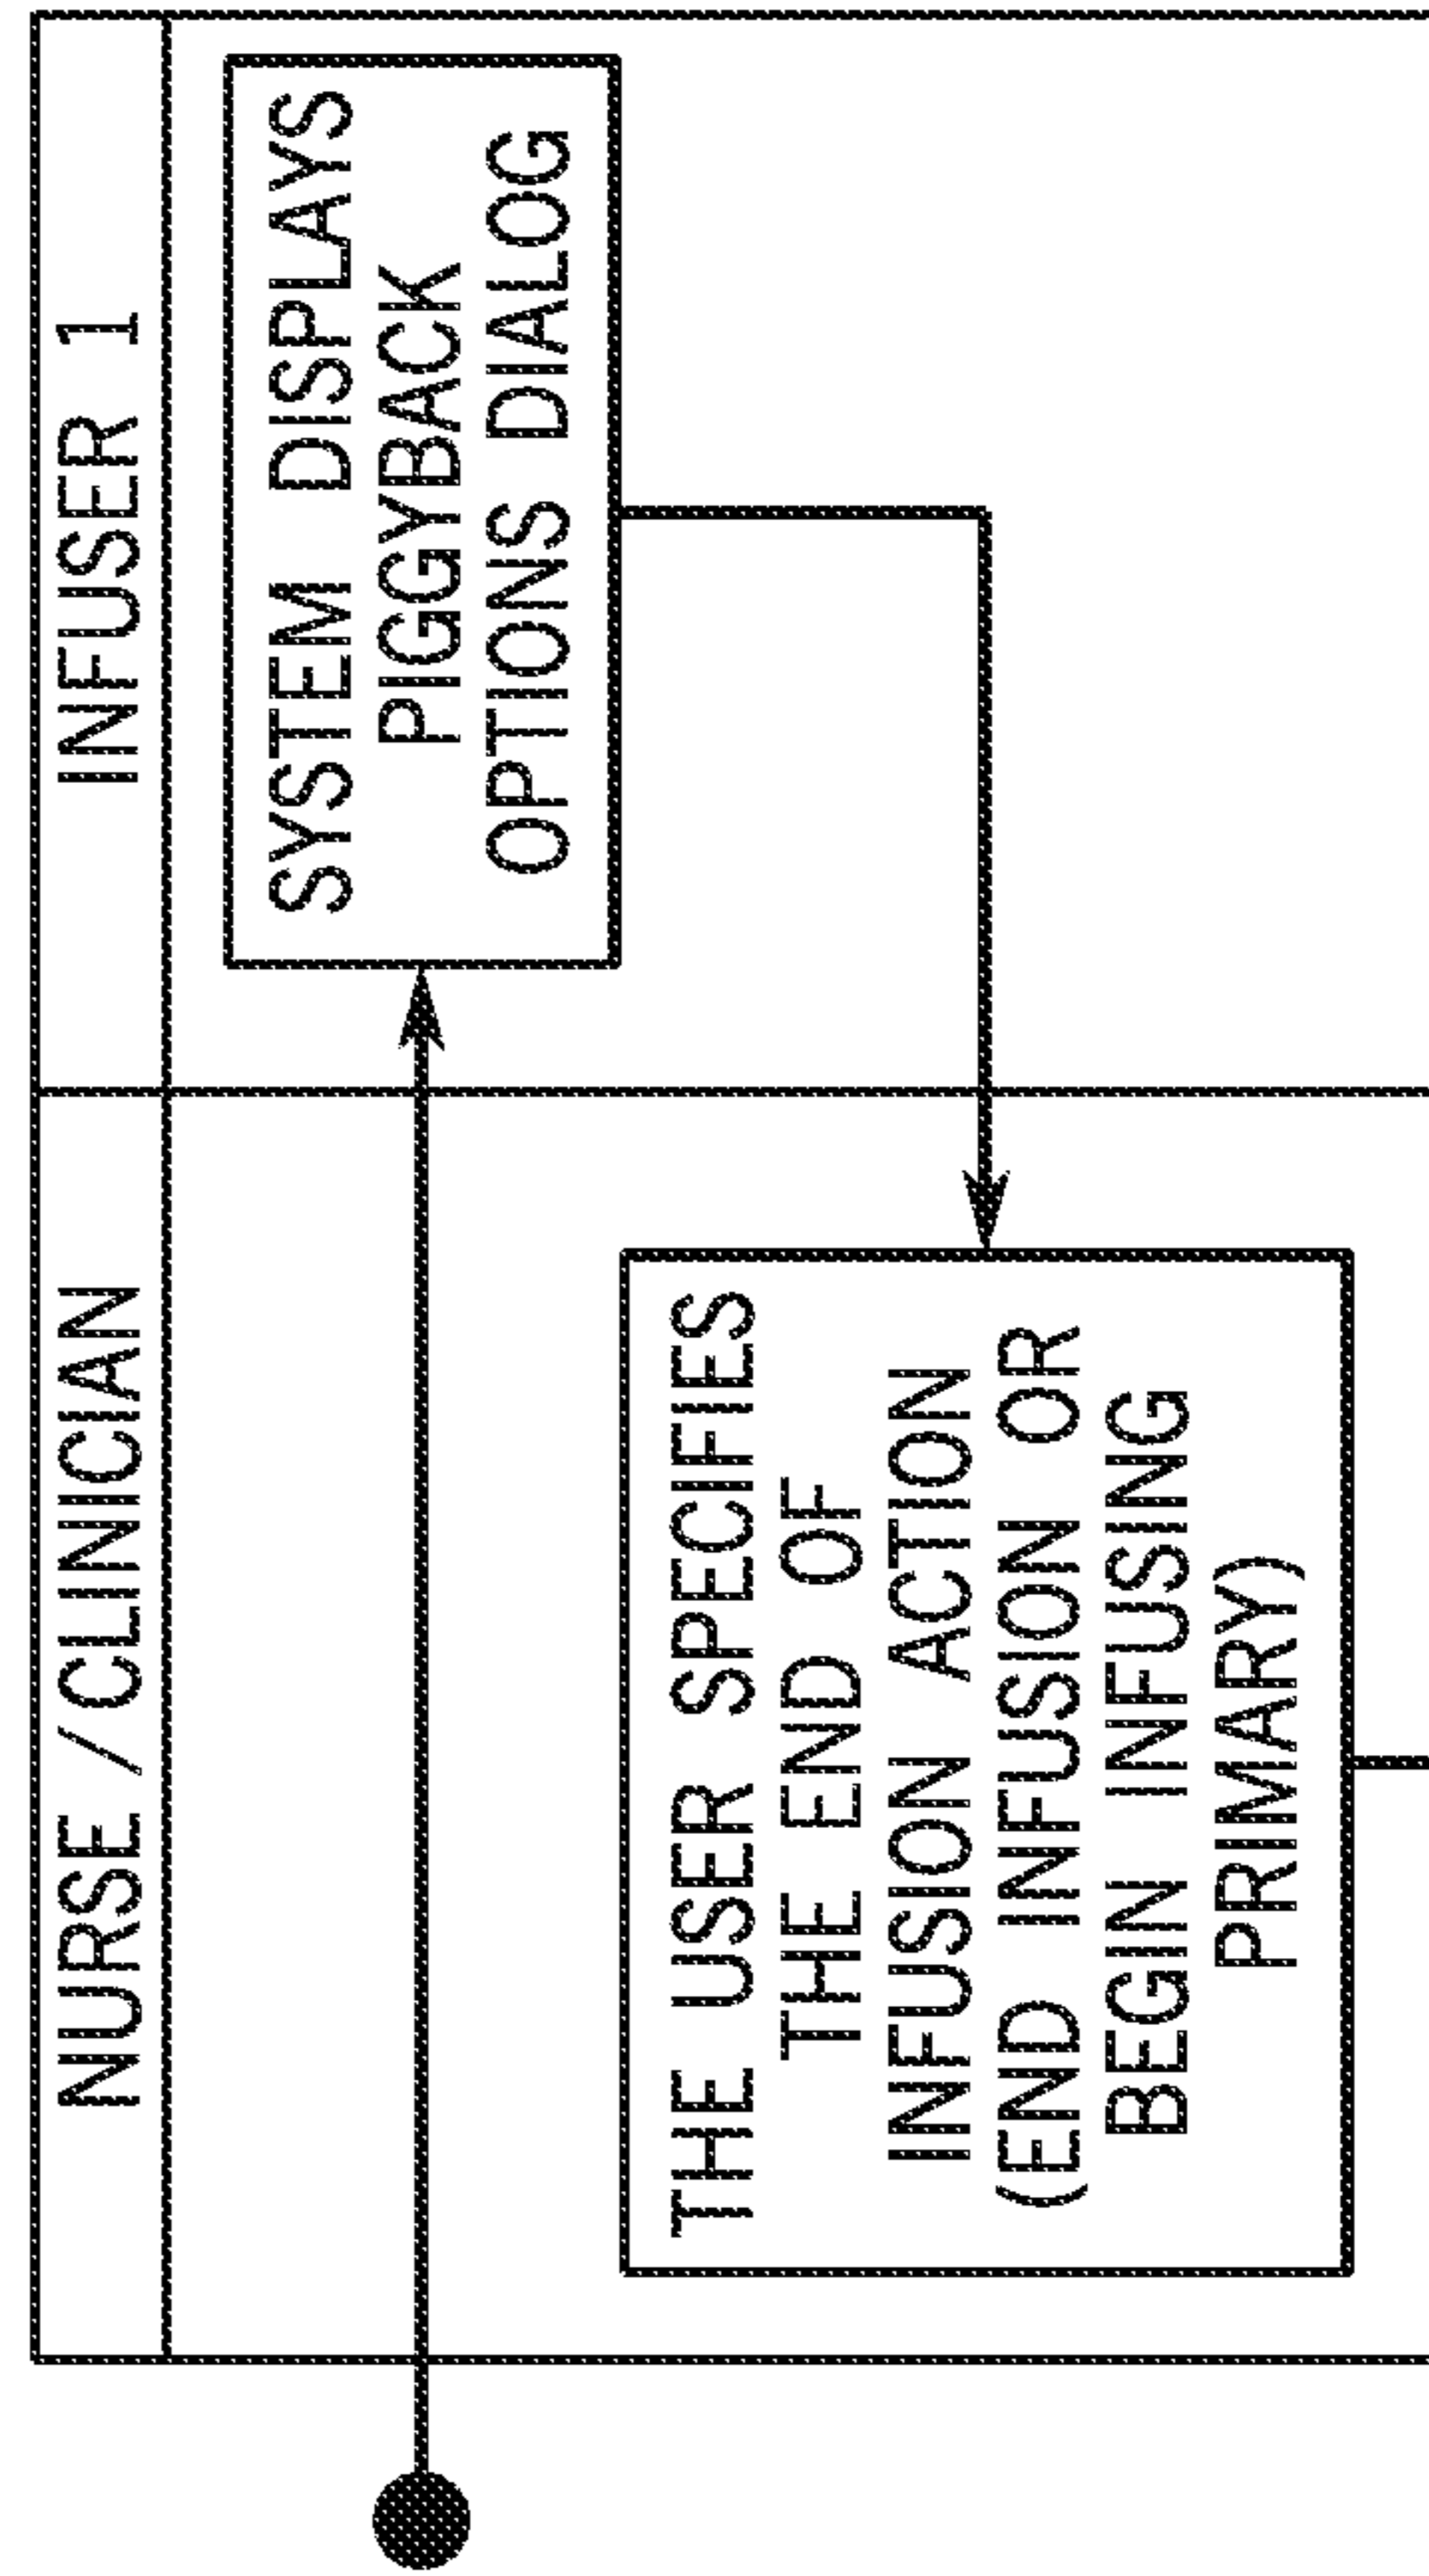 NURSE/CLINICIAN
INFUSER 1
SYSTEM DISPLAYS
PIGGYBACK
OPTIONS DIALOG
THE USER SPECIFIES
THE END OF
INFUSION ACTION
(END INFUSION OR
BEGIN INFUSING
PRIMARY)